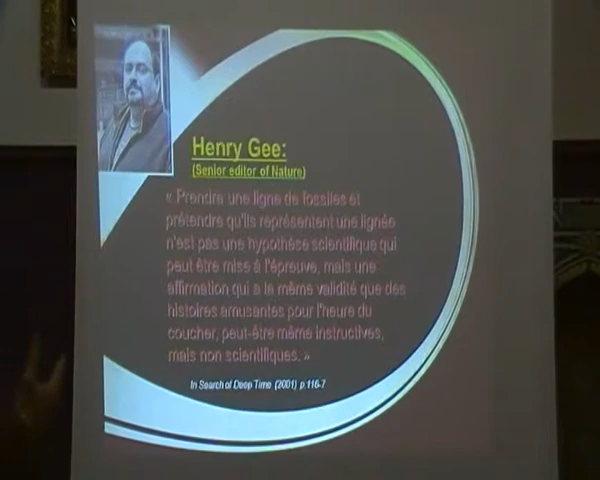 Henry Gee:
(Senior editor of Nature)
« Prendre une ligne de fossiles et
prétendre qu'ils représentent une lignée
n'est pas une hypothèse scientifique qui
peut être mise à l'épreuve, mais une
affirmation qui a la même validité que des
histoires amusantes pour l'heure du
coucher, peut-être même instructives,
mais non scientifiques. »
In Search of Deep Time (2001) p.116-7